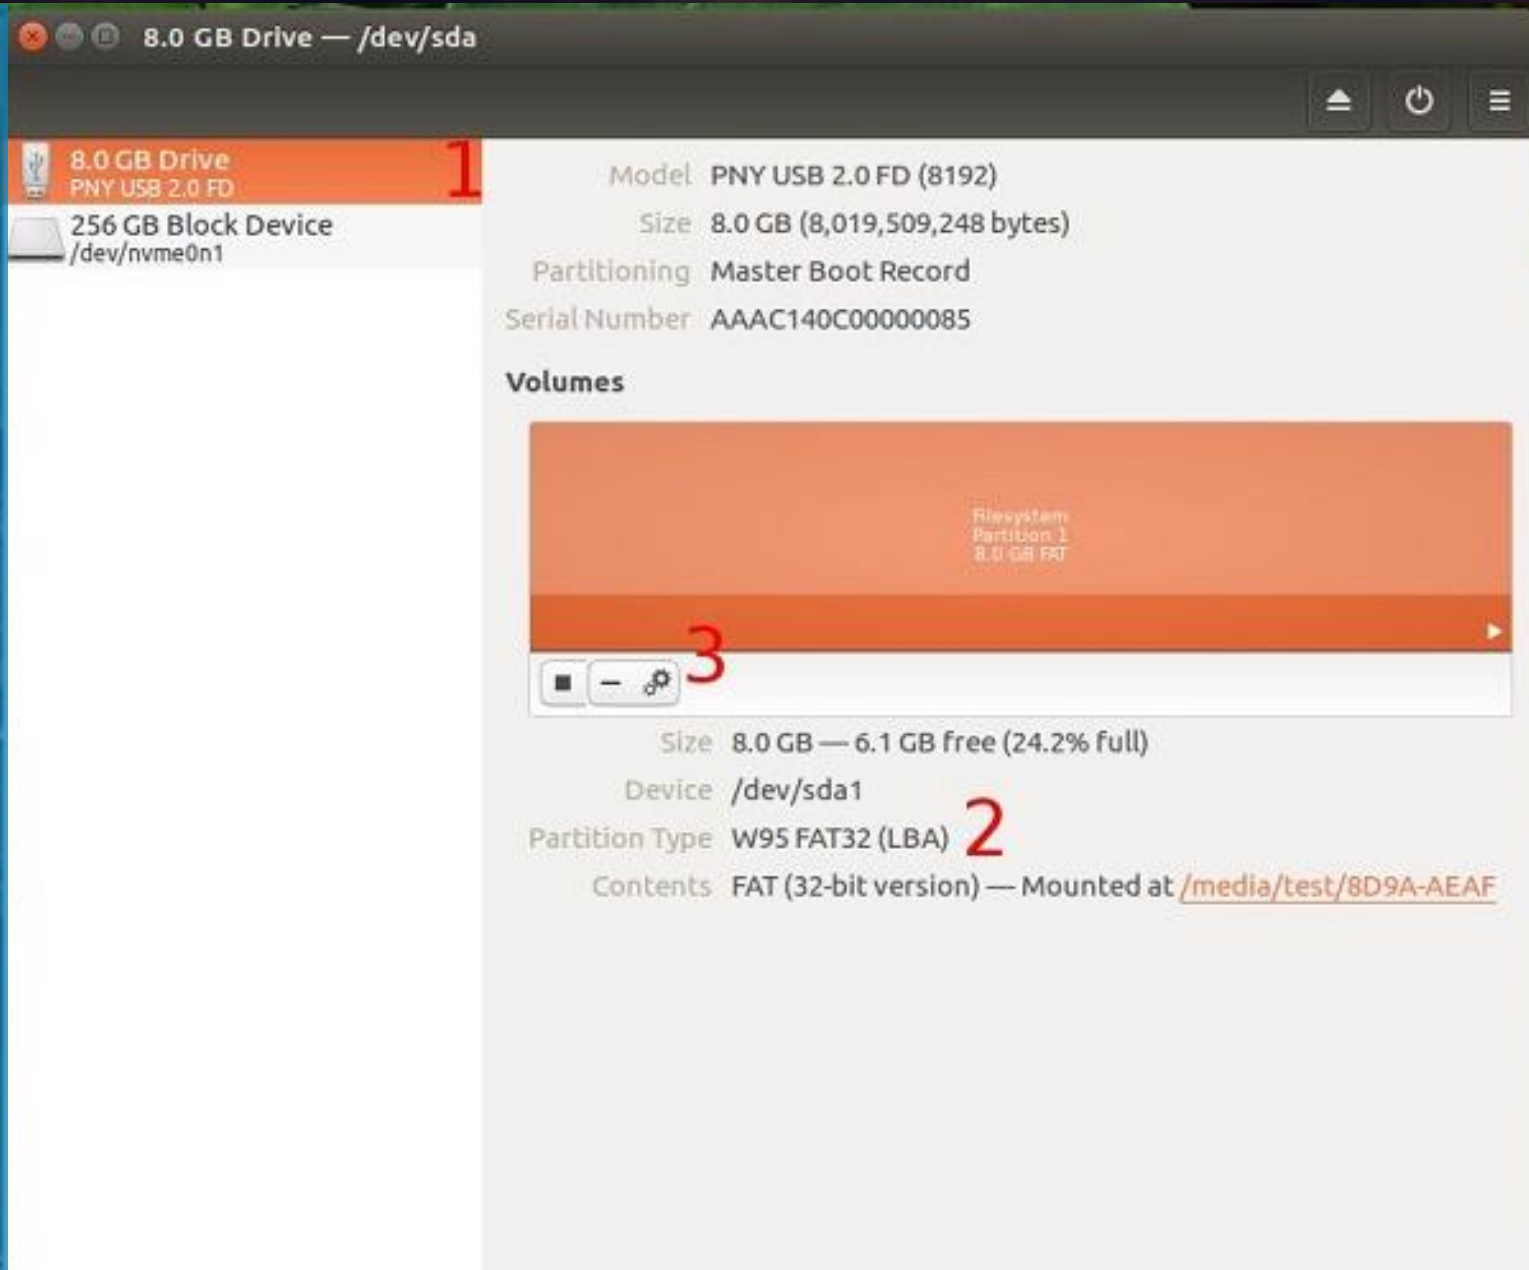 8.0 GB Drive — /dev/sda
8.0 GB Drive
PNY USB 2.0 FD
1
256 GB Block Device
/dev/nvme0n1
Model PNY USB 2.0 FD (8192)
Size 8.0 GB (8,019,509,248 bytes)
Partitioning Master Boot Record
Serial Number AAAC140C00000085
Volumes
Filesystem
Partition 1
8.0 GB FAT
3
Size 8.0 GB — 6.1 GB free (24.2% full)
Device /dev/sda1
Partition Type W95 FAT32 (LBA) 2
Contents FAT (32-bit version) — Mounted at /media/test/8D9A-AEAF